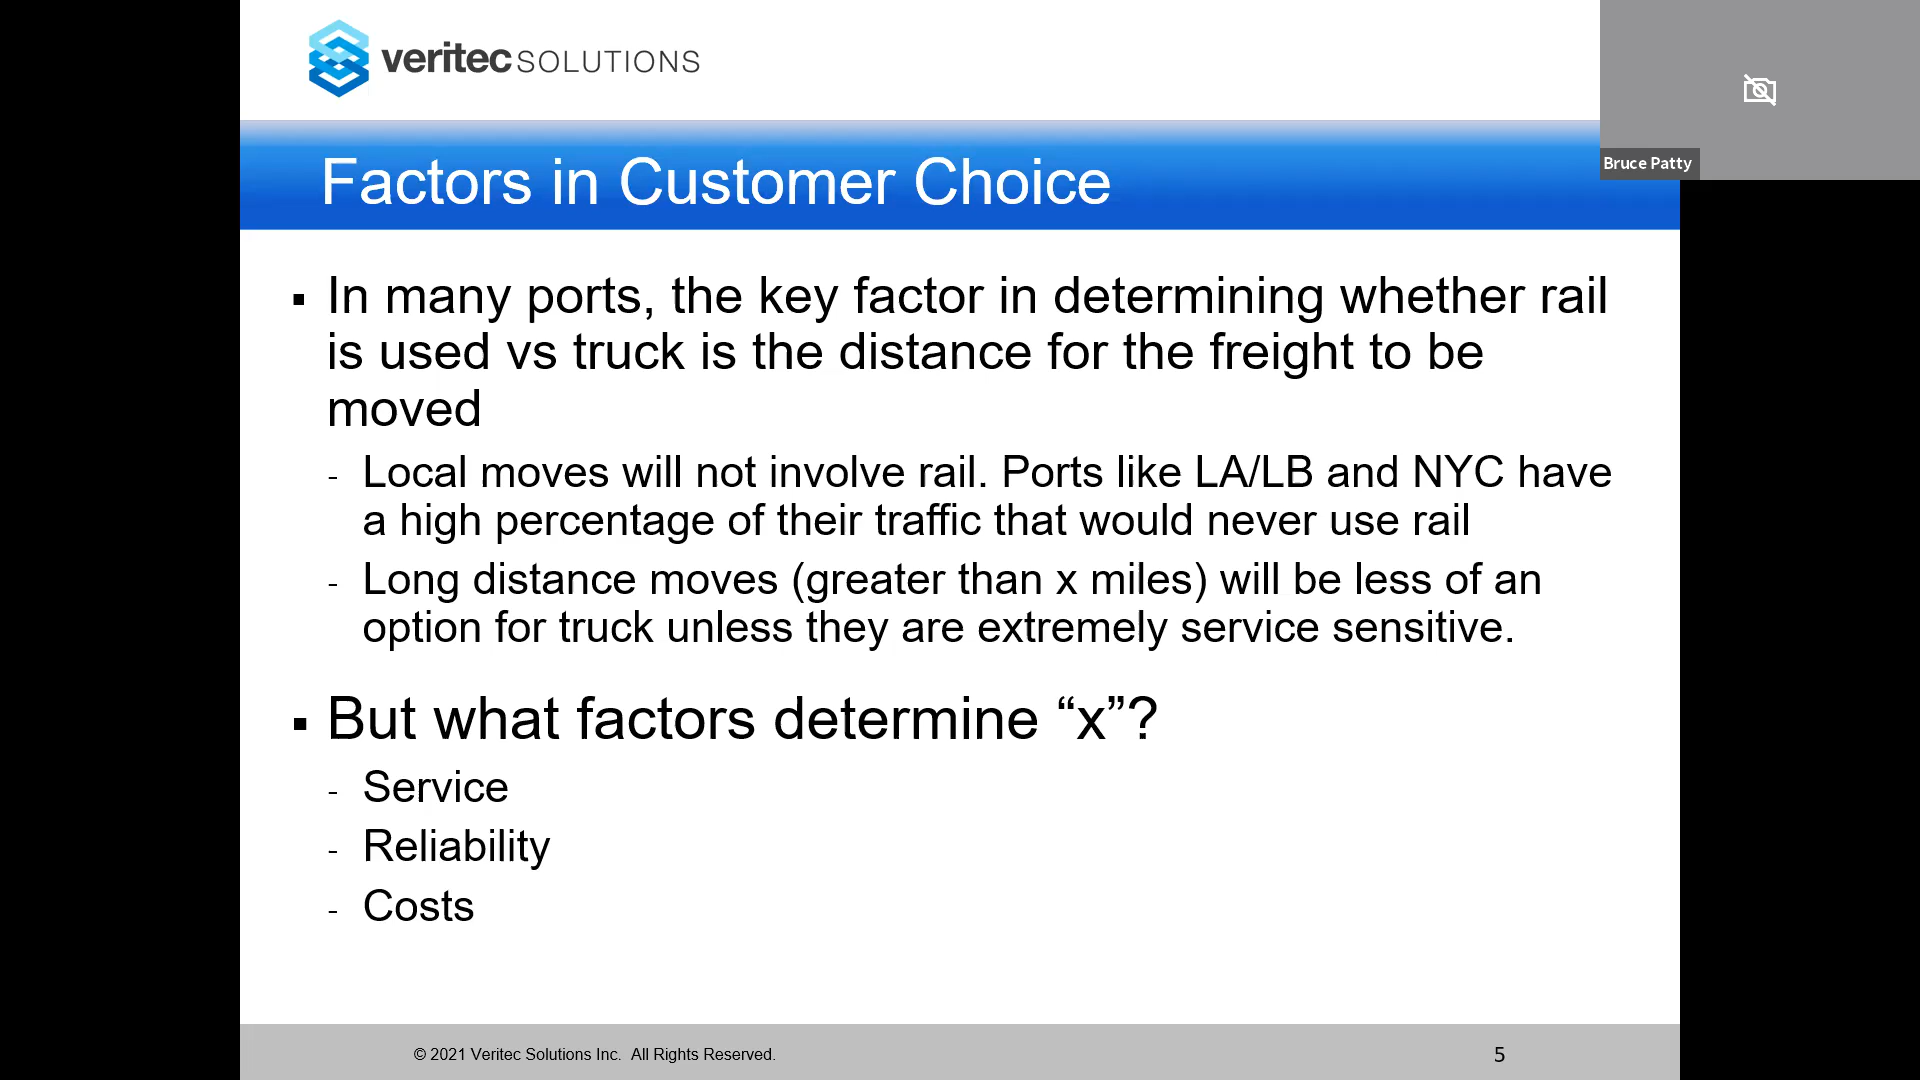 veritec SOLUTIONS
Bruce Patty
Factors in Customer Choice
▪ In many ports, the key factor in determining whether rail
is used vs truck is the distance for the freight to be
moved
- Local moves will not involve rail. Ports like LA/LB and NYC have
a high percentage of their traffic that would never use rail
- Long distance moves (greater than x miles) will be less of an
option for truck unless they are extremely service sensitive.
▪ But what factors determine “x”?
- Service
- Reliability
- Costs
© 2021 Veritec Solutions Inc.  All Rights Reserved.
5